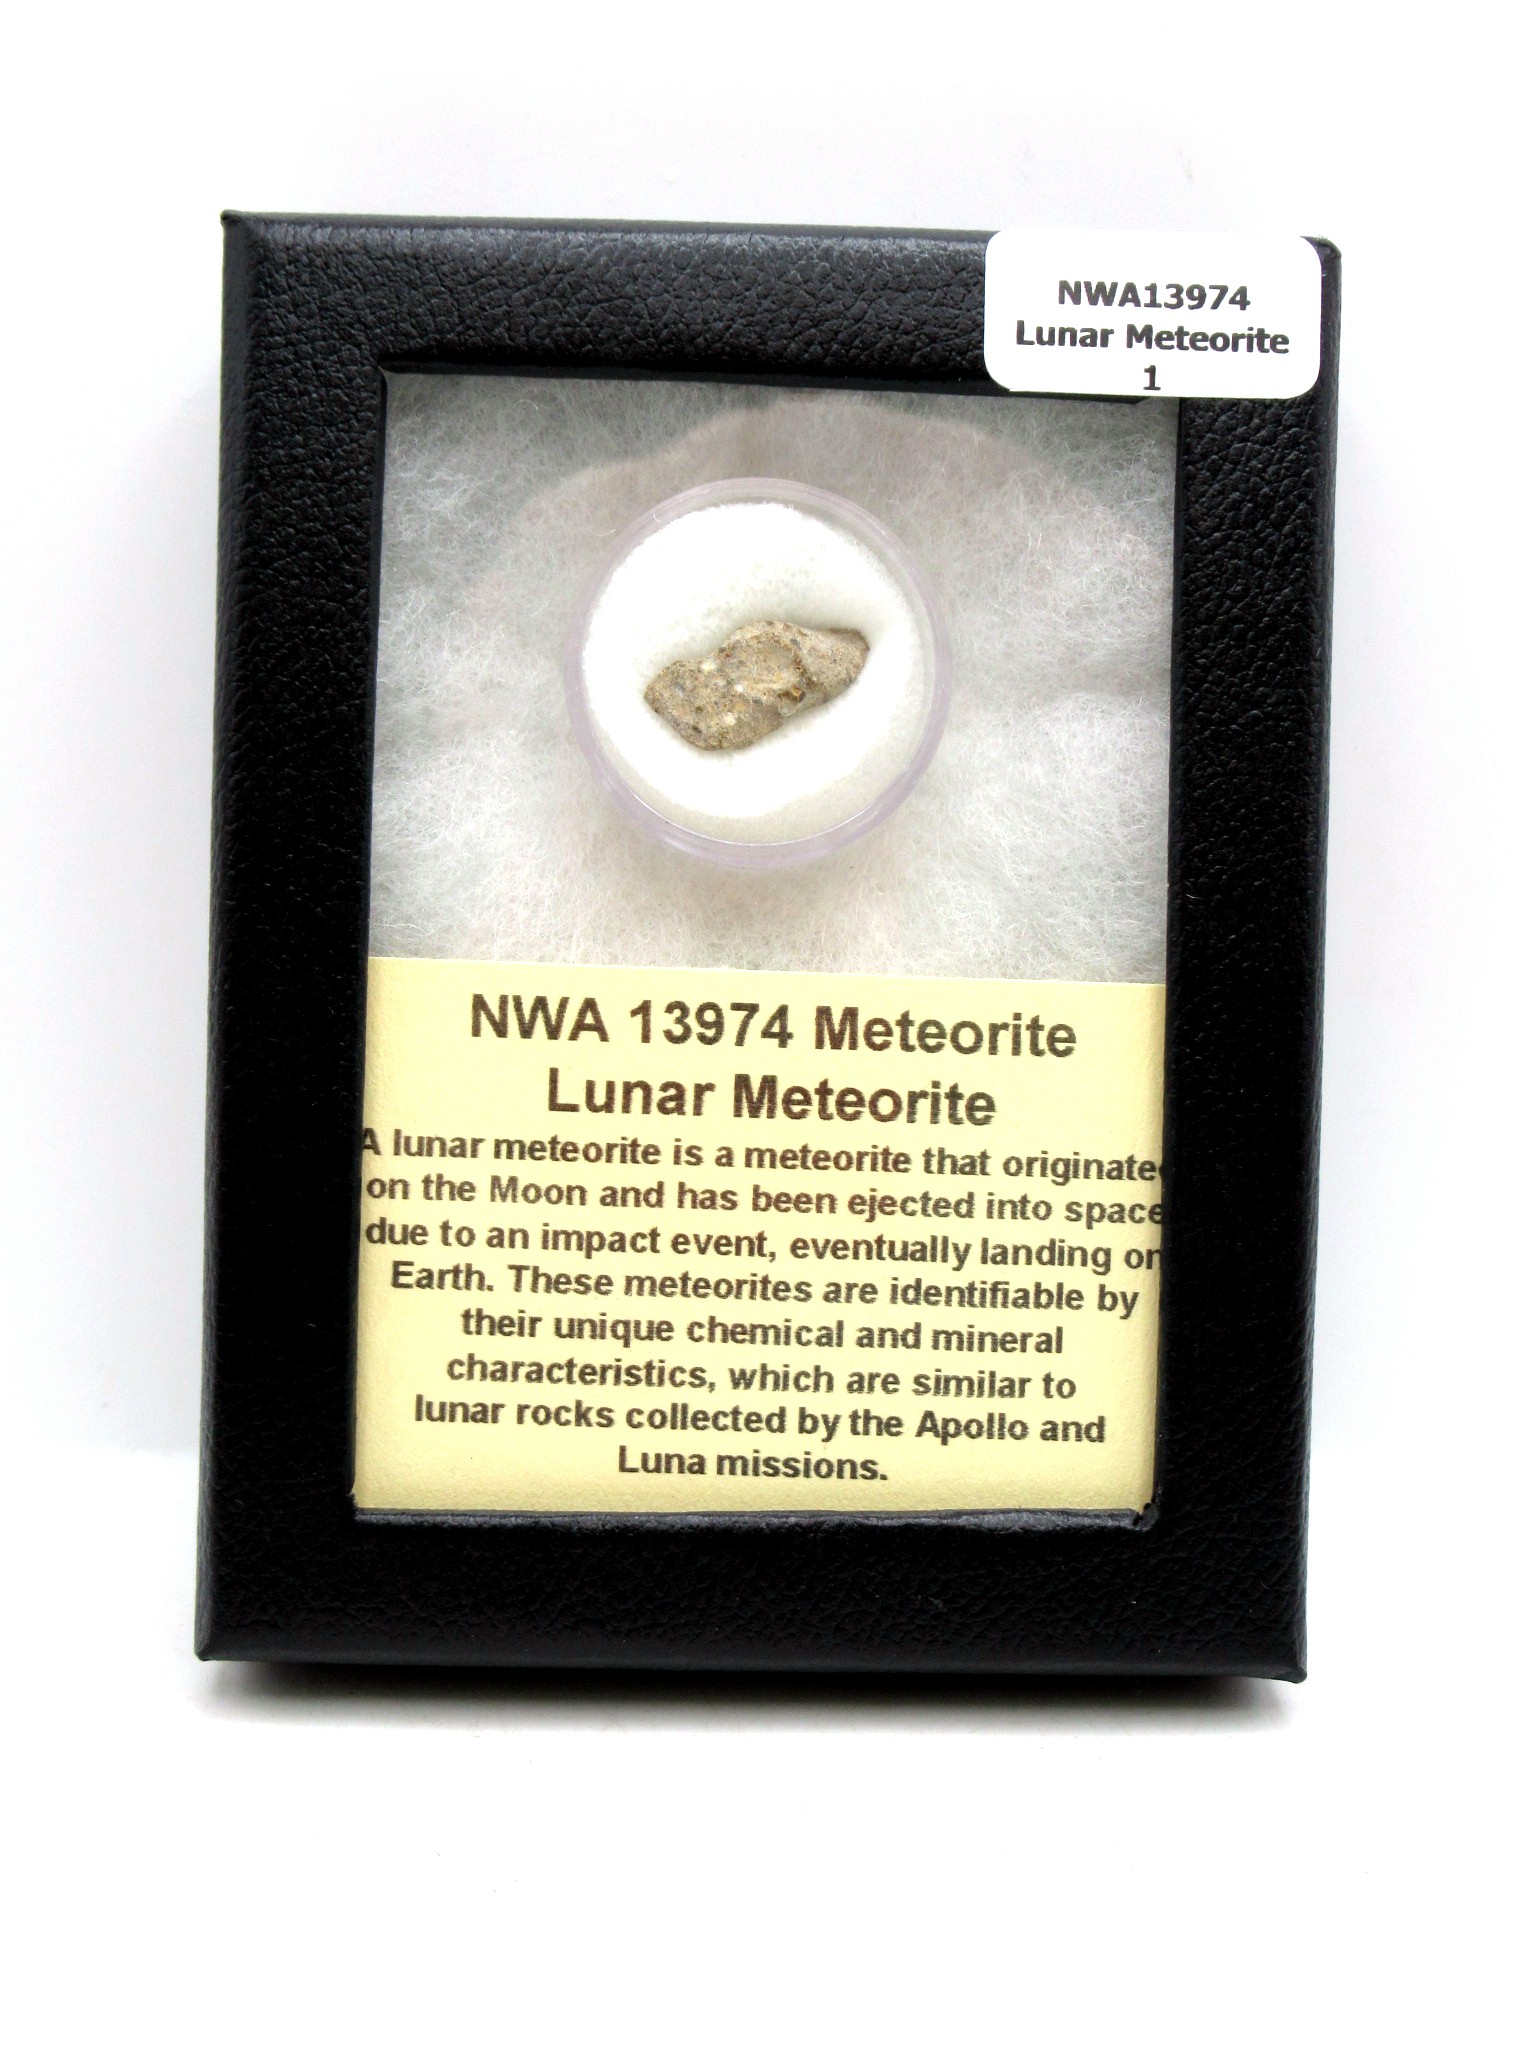 NWA13974
Lunar Meteorite
1
NWA 13974 Meteorite
Lunar Meteorite
A lunar meteorite is a meteorite that originate
on the Moon and has been ejected into space
due to an impact event, eventually landing on
Earth. These meteorites are identifiable by
their unique chemical and mineral
characteristics, which are similar to
lunar rocks collected by the Apollo and
Luna missions.